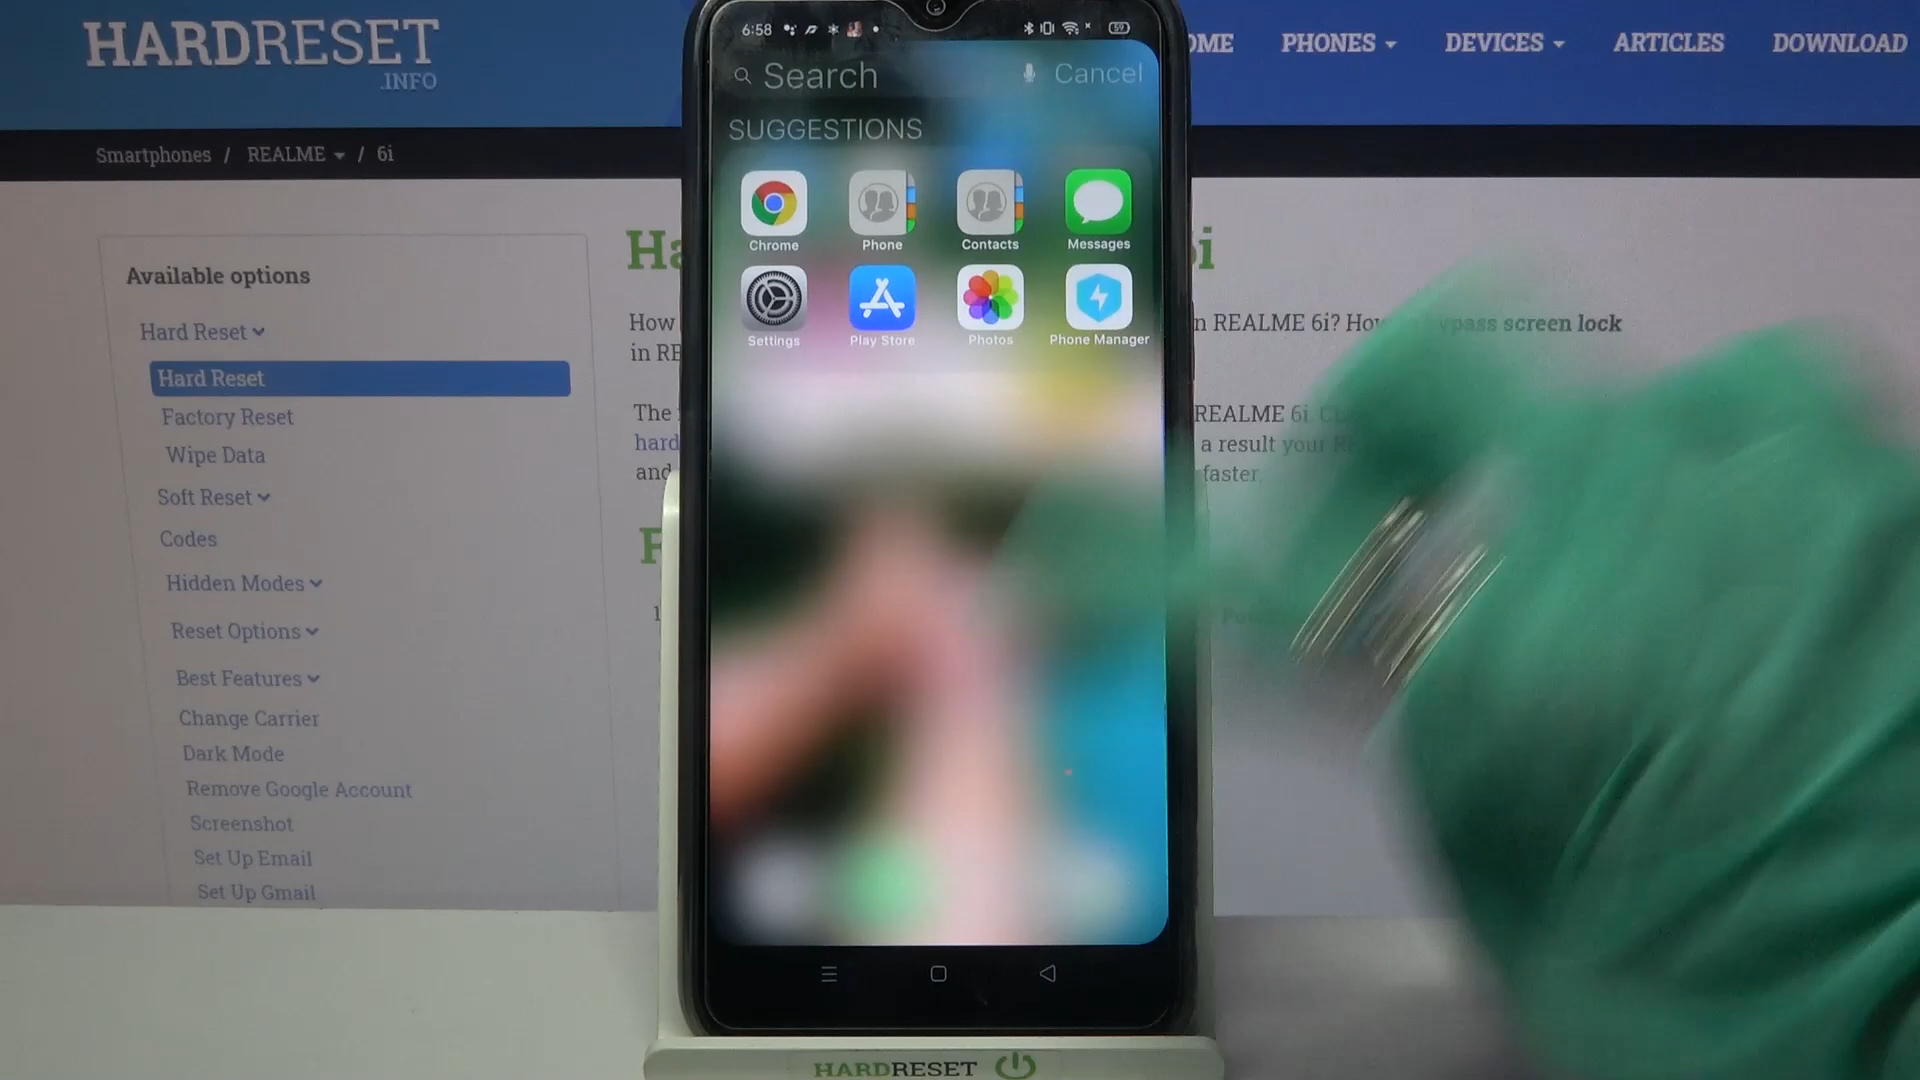 HARDRESET
.INFO
PHONES
DEVICES
ARTICLES
DOWNLOAD
Smartphones / REALME / 6i
Available options
Hard Reset
Hard Reset
Factory Reset
Wipe Data
Soft Reset
Codes
Hidden Modes
Reset Options
Best Features
Change Carrier
Dark Mode
Remove Google Account
Screenshot
Set Up Email
Set Up Gmail
How
in REALME 6i?
bypass screen lock
The
REALME 6i
hard
a result your
and
faster.
6:58
59
Search
Cancel
SUGGESTIONS
Chrome
Phone
Contacts
Messages
Settings
Play Store
Photos
Phone Manager
HARDRESET